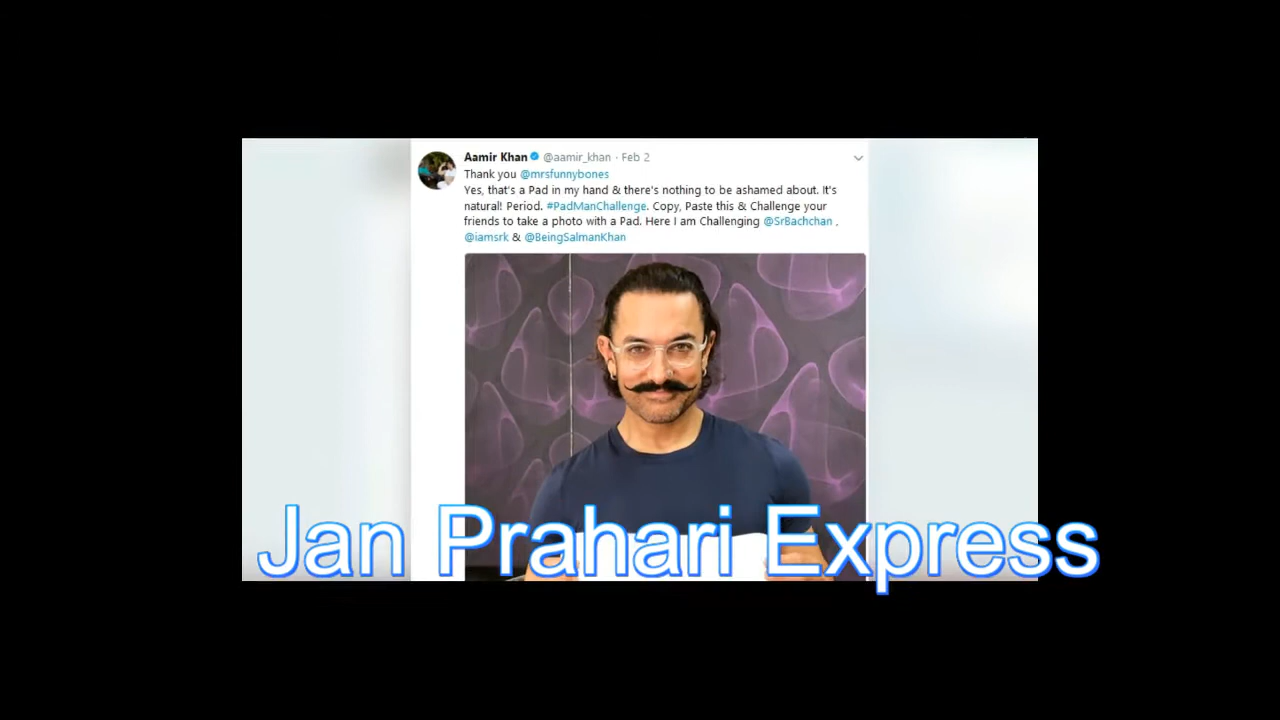 Aamir Khan @aamir_khan · Feb 2
Thank you @mrsfunnybones
Yes, that's a Pad in my hand & there's nothing to be ashamed about. It's
natural! Period. #PadManChallenge. Copy, Paste this & Challenge your
friends to take a photo with a Pad. Here I am Challenging @SrBachchan ,
@iamsrk & @BeingSalmanKhan
Jan Prahari Express